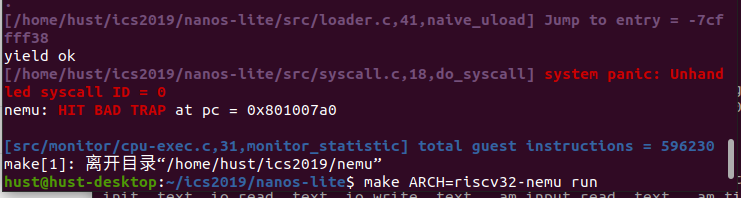 [/home/hust/ics2019/nanos-lite/src/loader.c,41,naive_uload] Jump to entry = -7cf
fff38
yield ok
[/home/hust/ics2019/nanos-lite/src/syscall.c,18,do_syscall] system panic: Unhand
led syscall ID = 0
nemu: HIT BAD TRAP at pc = 0x801007a0
[src/monitor/cpu-exec.c,31,monitor_statistic] total guest instructions = 596230
make[1]: 离开目录“/home/hust/ics2019/nemu”
hust@hust-desktop:~/ics2019/nanos-lite$ make ARCH=riscv32-nemu run